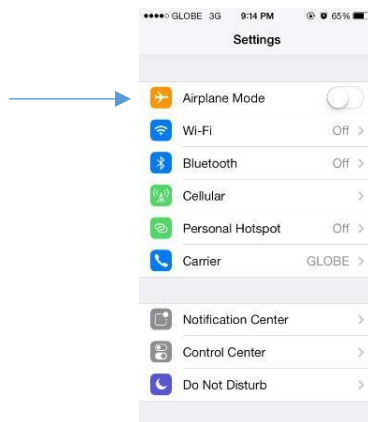 GLOBE 3G 9:14 PM 65%
Settings
Airplane Mode
Wi-Fi Off
Bluetooth Off
Cellular
Personal Hotspot Off
Carrier GLOBE
Notification Center
Control Center
Do Not Disturb